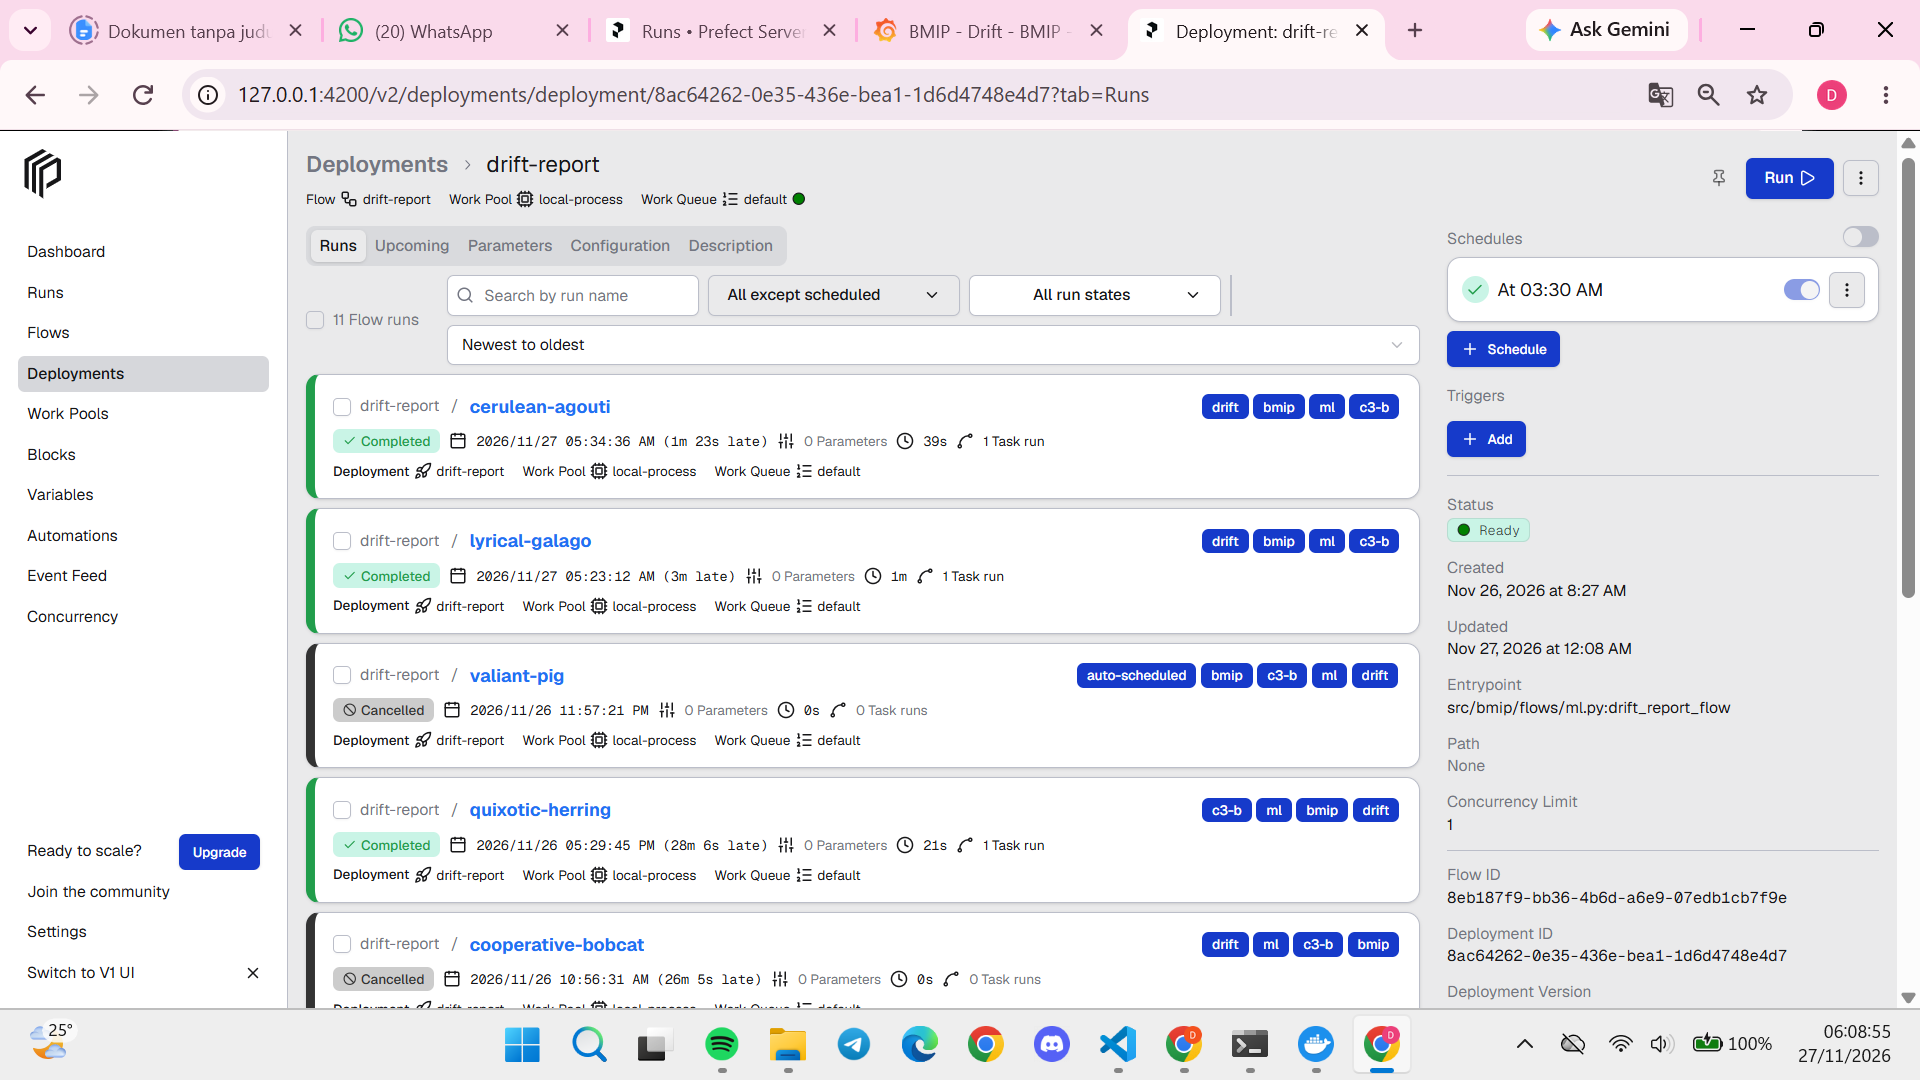 Dokumen tanpa judu
(20) WhatsApp
Runs • Prefect Server
BMIP - Drift - BMIP -
Deployment: drift-re
Ask Gemini
127.0.0.1:4200/v2/deployments/deployment/8ac64262-0e35-436e-bea1-1d6d4748e4d7?tab=Runs
D
Dashboard
Runs
Flows
Deployments
Work Pools
Blocks
Variables
Automations
Event Feed
Concurrency
Ready to scale?
Upgrade
Join the community
Settings
Switch to V1 UI
Deployments > drift-report
Flow drift-report Work Pool local-process Work Queue default
Run
Runs Upcoming Parameters Configuration Description
11 Flow runs
Search by run name
All except scheduled
All run states
Newest to oldest
drift-report / cerulean-agouti
drift bmip ml c3-b
Completed 2026/11/27 05:34:36 AM (1m 23s late) 0 Parameters 39s 1 Task run
Deployment drift-report Work Pool local-process Work Queue default
drift-report / lyrical-galago
drift bmip ml c3-b
Completed 2026/11/27 05:23:12 AM (3m late) 0 Parameters 1m 1 Task run
Deployment drift-report Work Pool local-process Work Queue default
drift-report / valiant-pig
auto-scheduled bmip c3-b ml drift
Cancelled 2026/11/26 11:57:21 PM 0 Parameters 0s 0 Task runs
Deployment drift-report Work Pool local-process Work Queue default
drift-report / quixotic-herring
c3-b ml bmip drift
Completed 2026/11/26 05:29:45 PM (28m 6s late) 0 Parameters 21s 1 Task run
Deployment drift-report Work Pool local-process Work Queue default
drift-report / cooperative-bobcat
drift ml c3-b bmip
Cancelled 2026/11/26 10:56:31 AM (26m 5s late) 0 Parameters 0s 0 Task runs
Deployment drift-report Work Pool local-process Work Queue default
Schedules
At 03:30 AM
+ Schedule
Triggers
+ Add
Status
Ready
Created
Nov 26, 2026 at 8:27 AM
Updated
Nov 27, 2026 at 12:08 AM
Entrypoint
src/bmip/flows/ml.py:drift_report_flow
Path
None
Concurrency Limit
1
Flow ID
8eb187f9-bb36-4b6d-a6e9-07edb1cb7f9e
Deployment ID
8ac64262-0e35-436e-bea1-1d6d4748e4d7
Deployment Version
25°
D
D
100%
06:08:55
27/11/2026